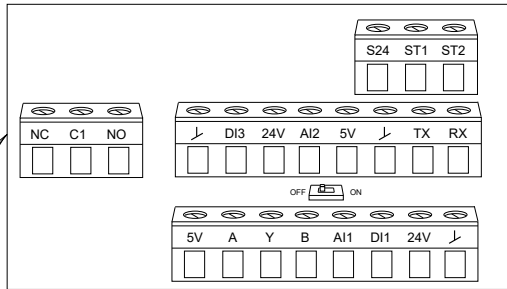 S24 ST1 ST2
NC C1 NO
DI3 24V AI2 5V TX RX
OFF ON
5V A Y B AI1 DI1 24V